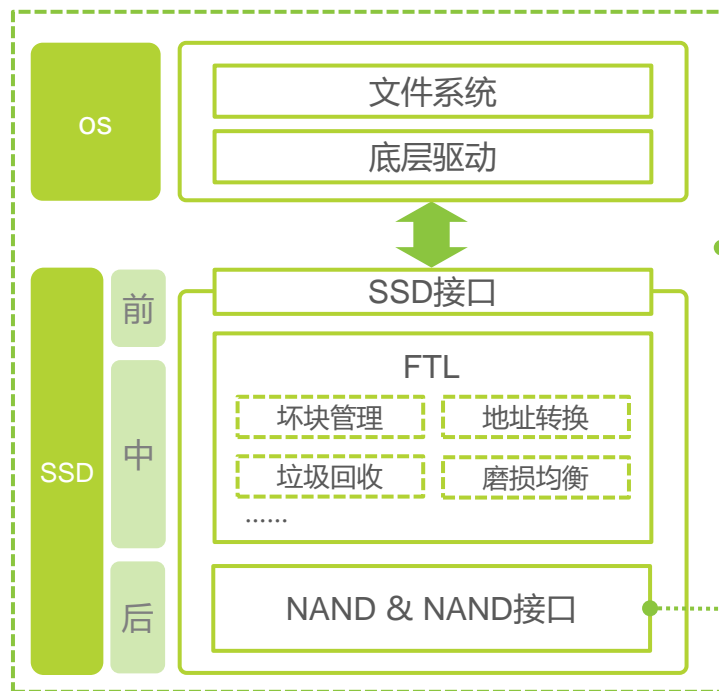 os
文件系统
底层驱动
SSD
前
SSD接口
中
FTL
坏块管理
地址转换
垃圾回收
磨损均衡
......
后
NAND & NAND接口